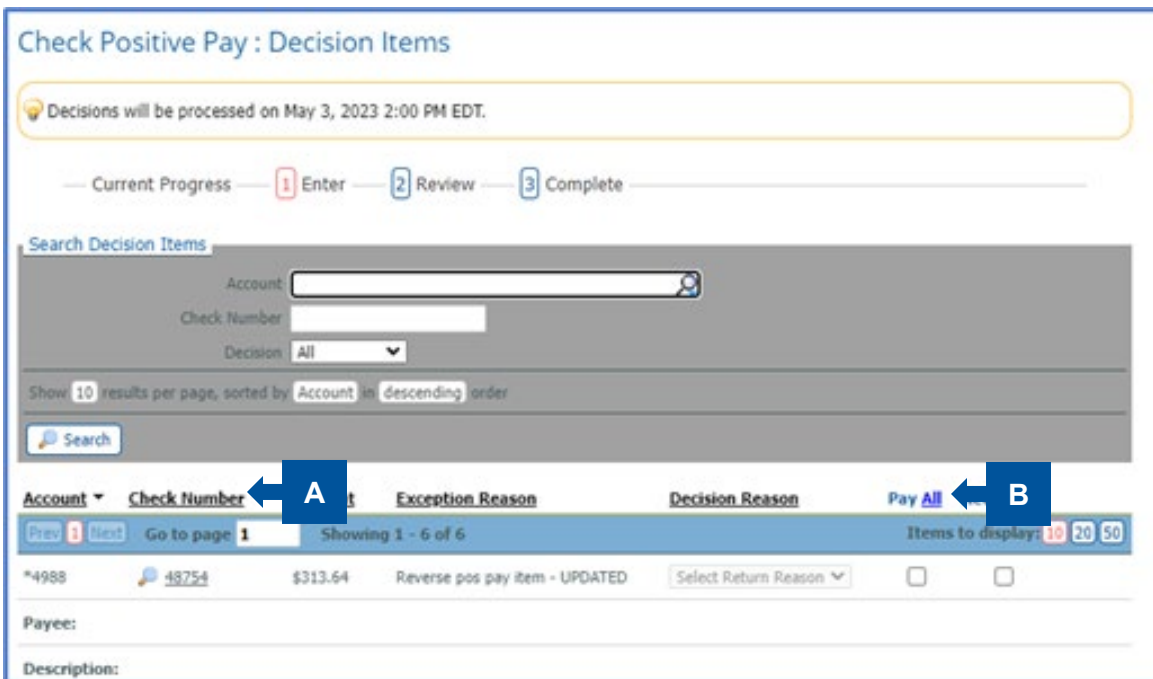 Check Positive Pay : Decision Items
Decisions will be processed on May 3, 2023 2:00 PM EDT.
Current Progress 1 Enter 2 Review 3 Complete
Search Decision Items
Account
Check Number
Decision All
Show 10 results per page, sorted by Account in descending order
Search
Account Check Number A Exception Reason Decision Reason Pay All B
Prev 1 Next Go to page 1 Showing 1 - 6 of 6 Items to display: 10 20 50
*4988 48754 $313.64 Reverse pos pay item - UPDATED Select Return Reason
Payee:
Description: